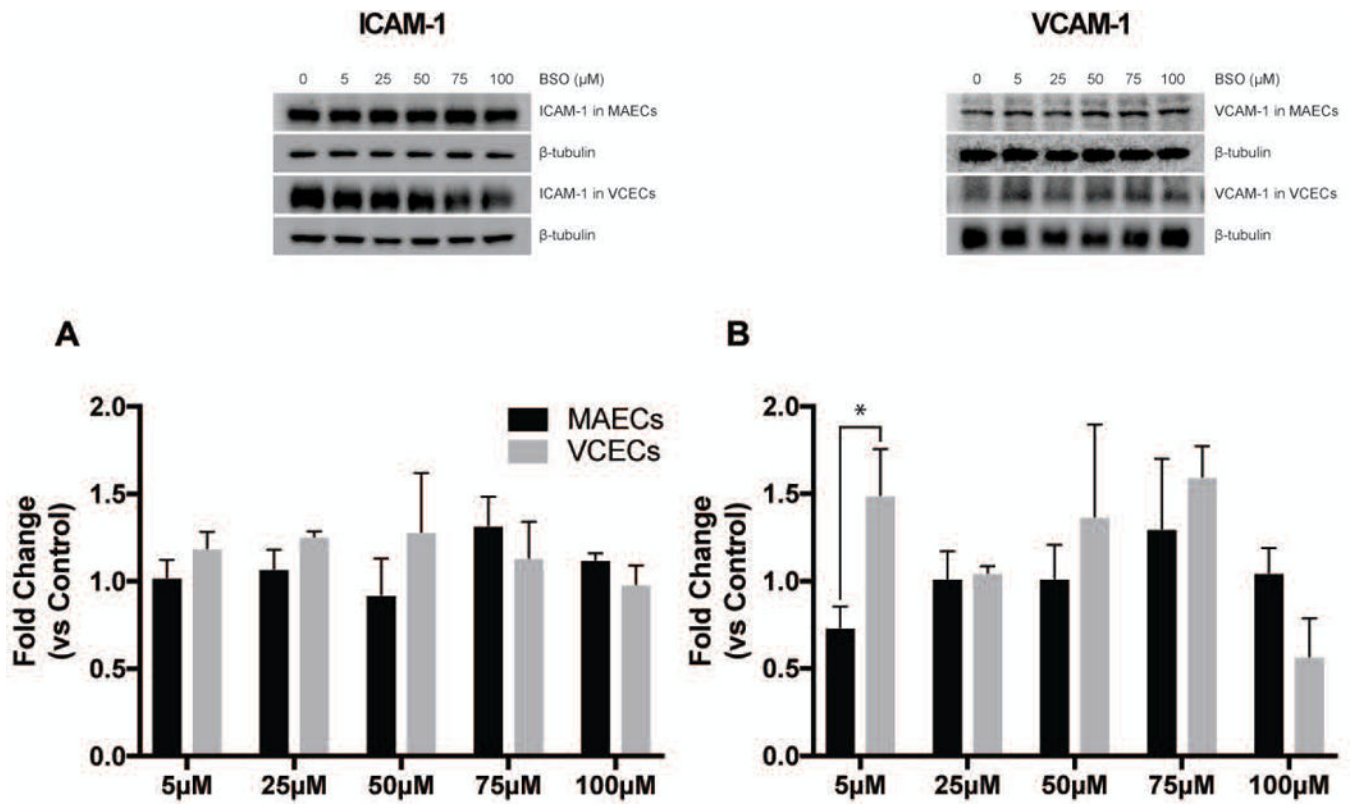 ICAM-1
0 5 25 50 75 100 BSO (μM)
ICAM-1 in MAECs
β-tubulin
ICAM-1 in VCECs
β-tubulin
VCAM-1
0 5 25 50 75 100 BSO (μM)
VCAM-1 in MAECs
β-tubulin
VCAM-1 in VCECs
β-tubulin
A
Fold Change
(vs Control)
2.0
1.5
1.0
0.5
0.0
MAECs
VCECs
5μM 25μM 50μM 75μM 100μM
B
Fold Change
(vs Control)
2.0
1.5
1.0
0.5
0.0
*
5μM 25μM 50μM 75μM 100μM